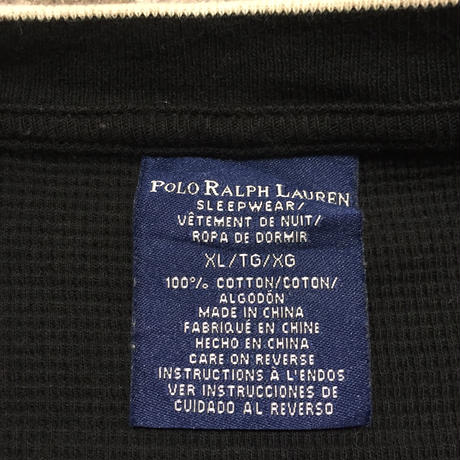 POLO RALPH LAUREN
SLEEPWEAR/
VÊTEMENT DE NUIT/
ROPA DE DORMIR
XL/TG/XG
100% COTTON/COTON/
ALGODÓN
MADE IN CHINA
FABRIQUÉ EN CHINE
HECHO EN CHINA
CARE ON REVERSE
INSTRUCTIONS À L'ENDOS
VER INSTRUCCIONES DE
CUIDADO AL REVERSO